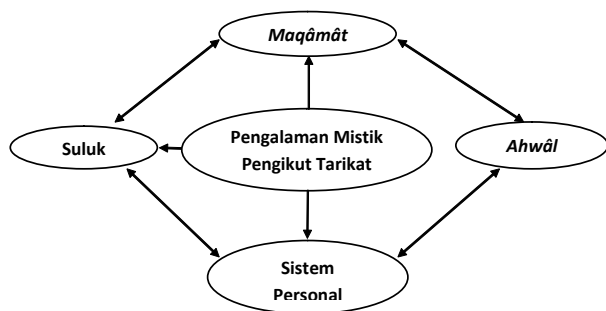 Maqâmât
Suluk
Pengalaman Mistik
Pengikut Tarikat
Ahwâl
Sistem
Personal